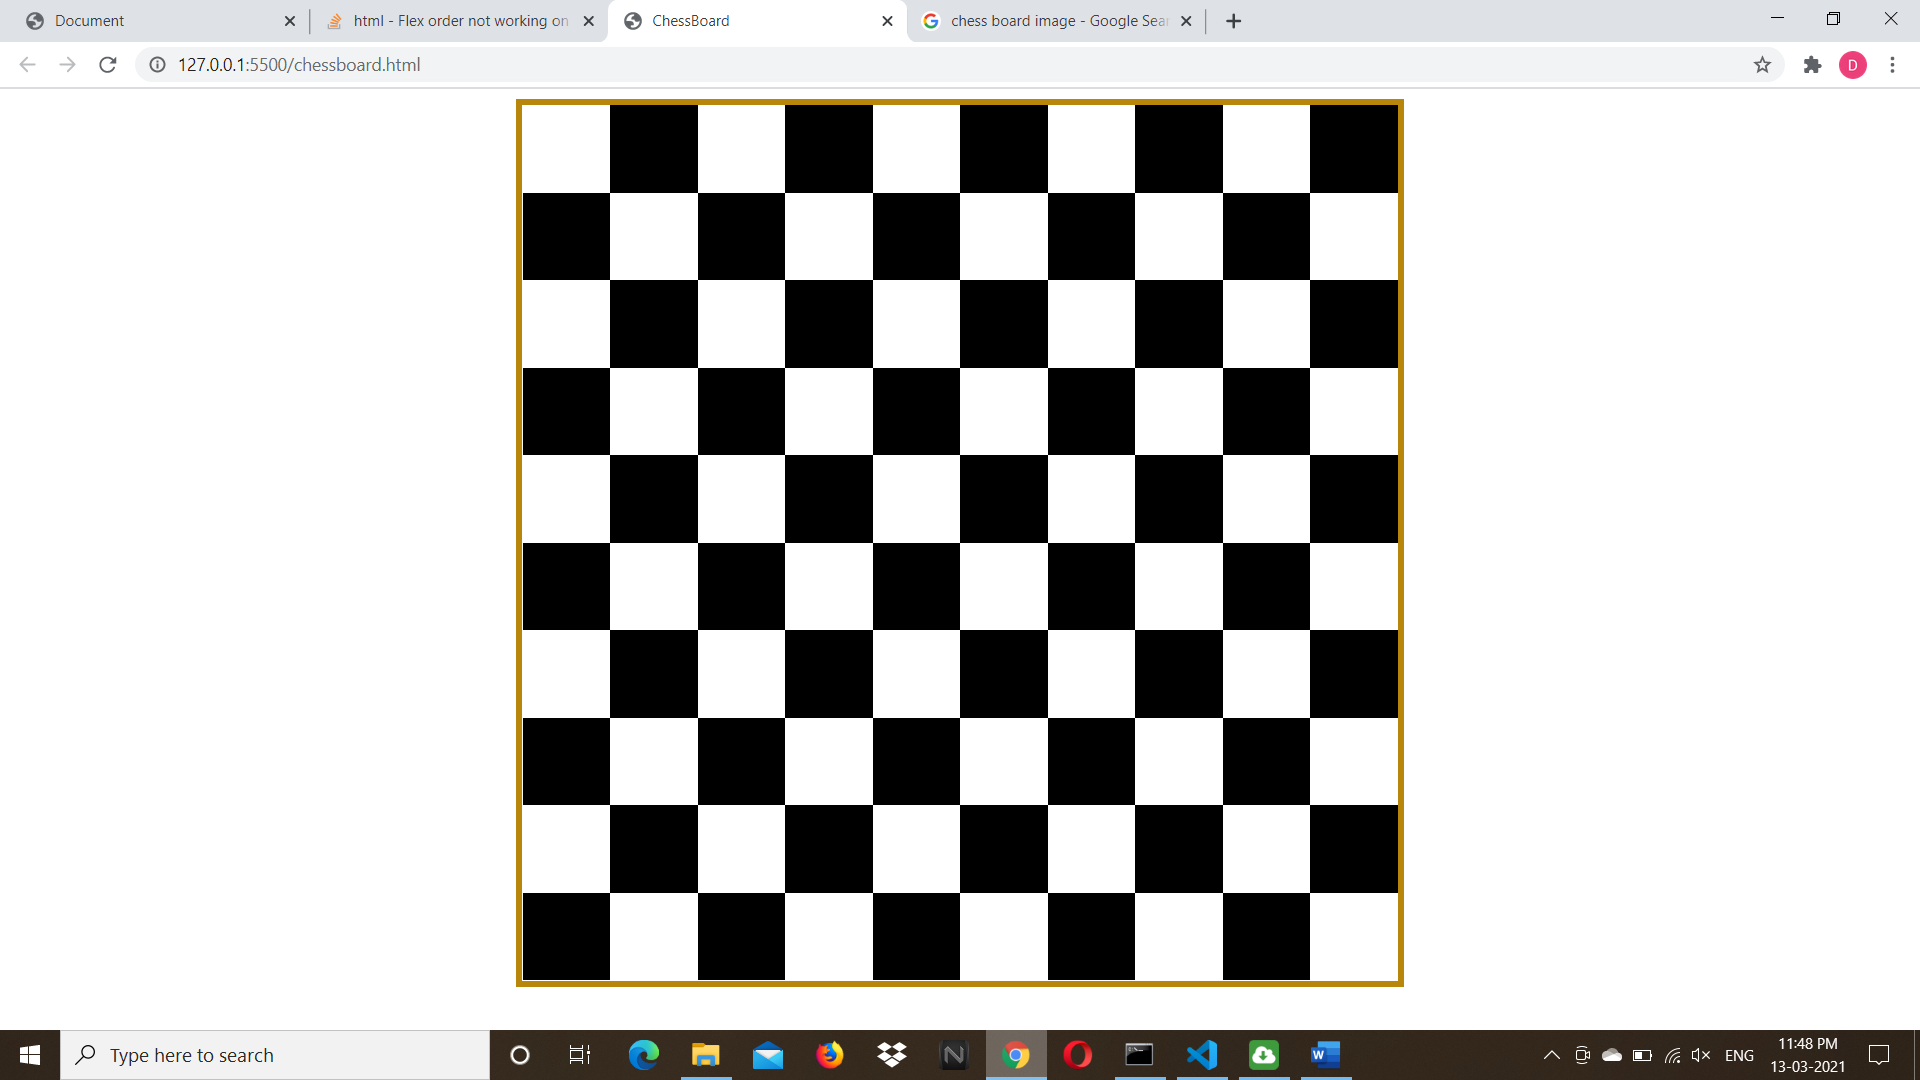 Document
html - Flex order not working on
ChessBoard
chess board image - Google Sear
127.0.0.1:5500/chessboard.html
D
Type here to search
N
W
ENG
11:48 PM
13-03-2021